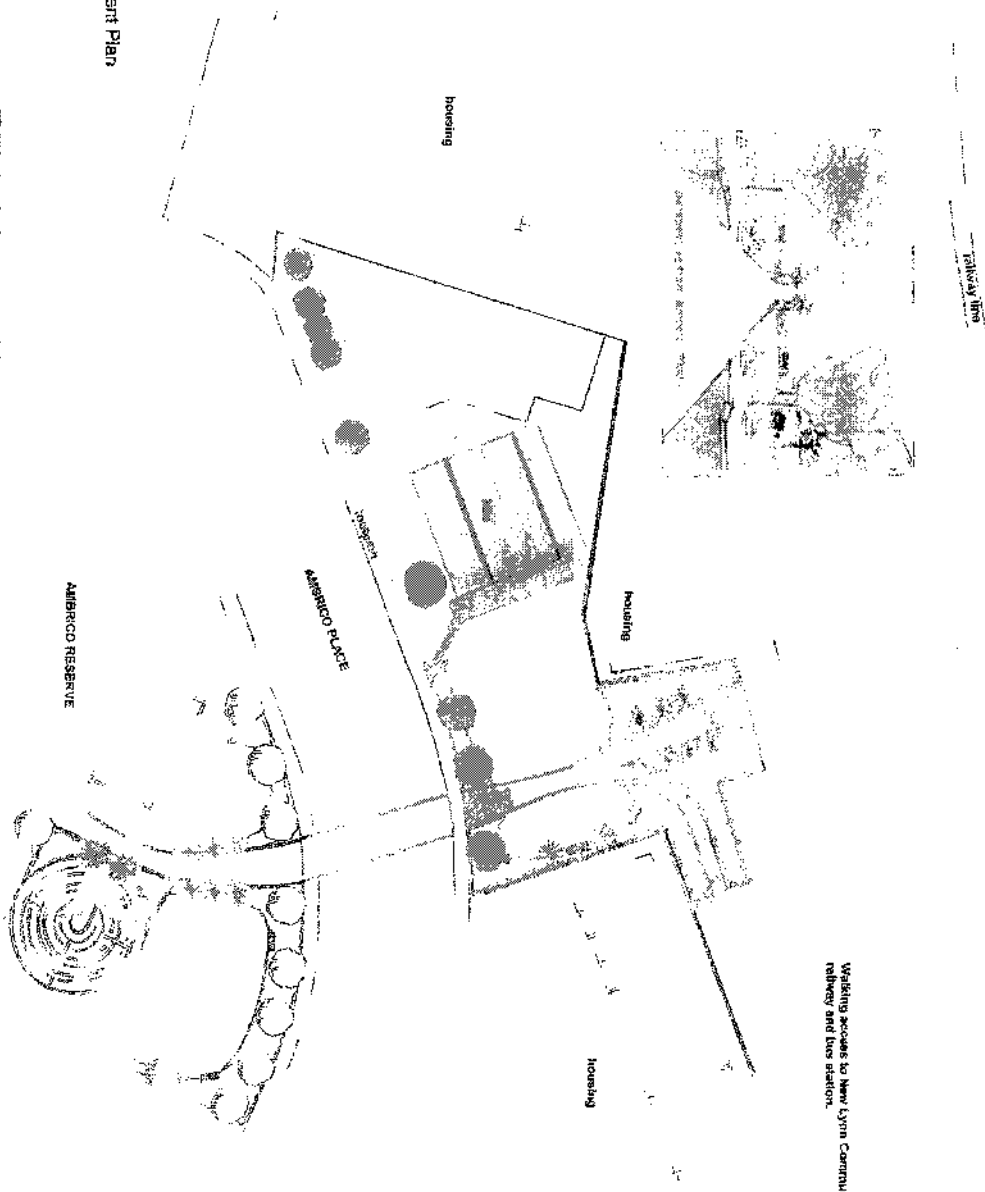 railway line
Walking access to New Lynn Commu
railway and bus station.
housing
housing
housing
footpath
AMBRICO PLACE
AMBRICO RESERVE
ent Plan